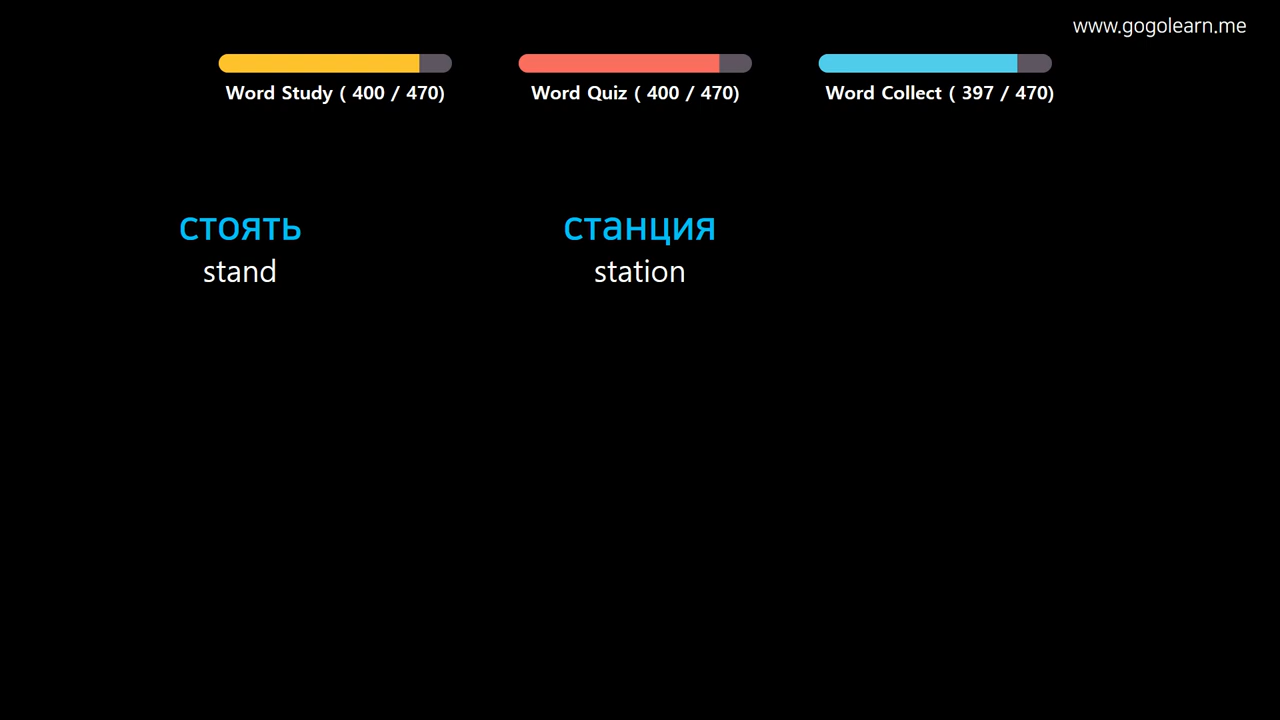 www.gogolearn.me
Word Study ( 400 / 470)
Word Quiz ( 400 / 470)
Word Collect ( 397 / 470)
стоять
stand
станция
station